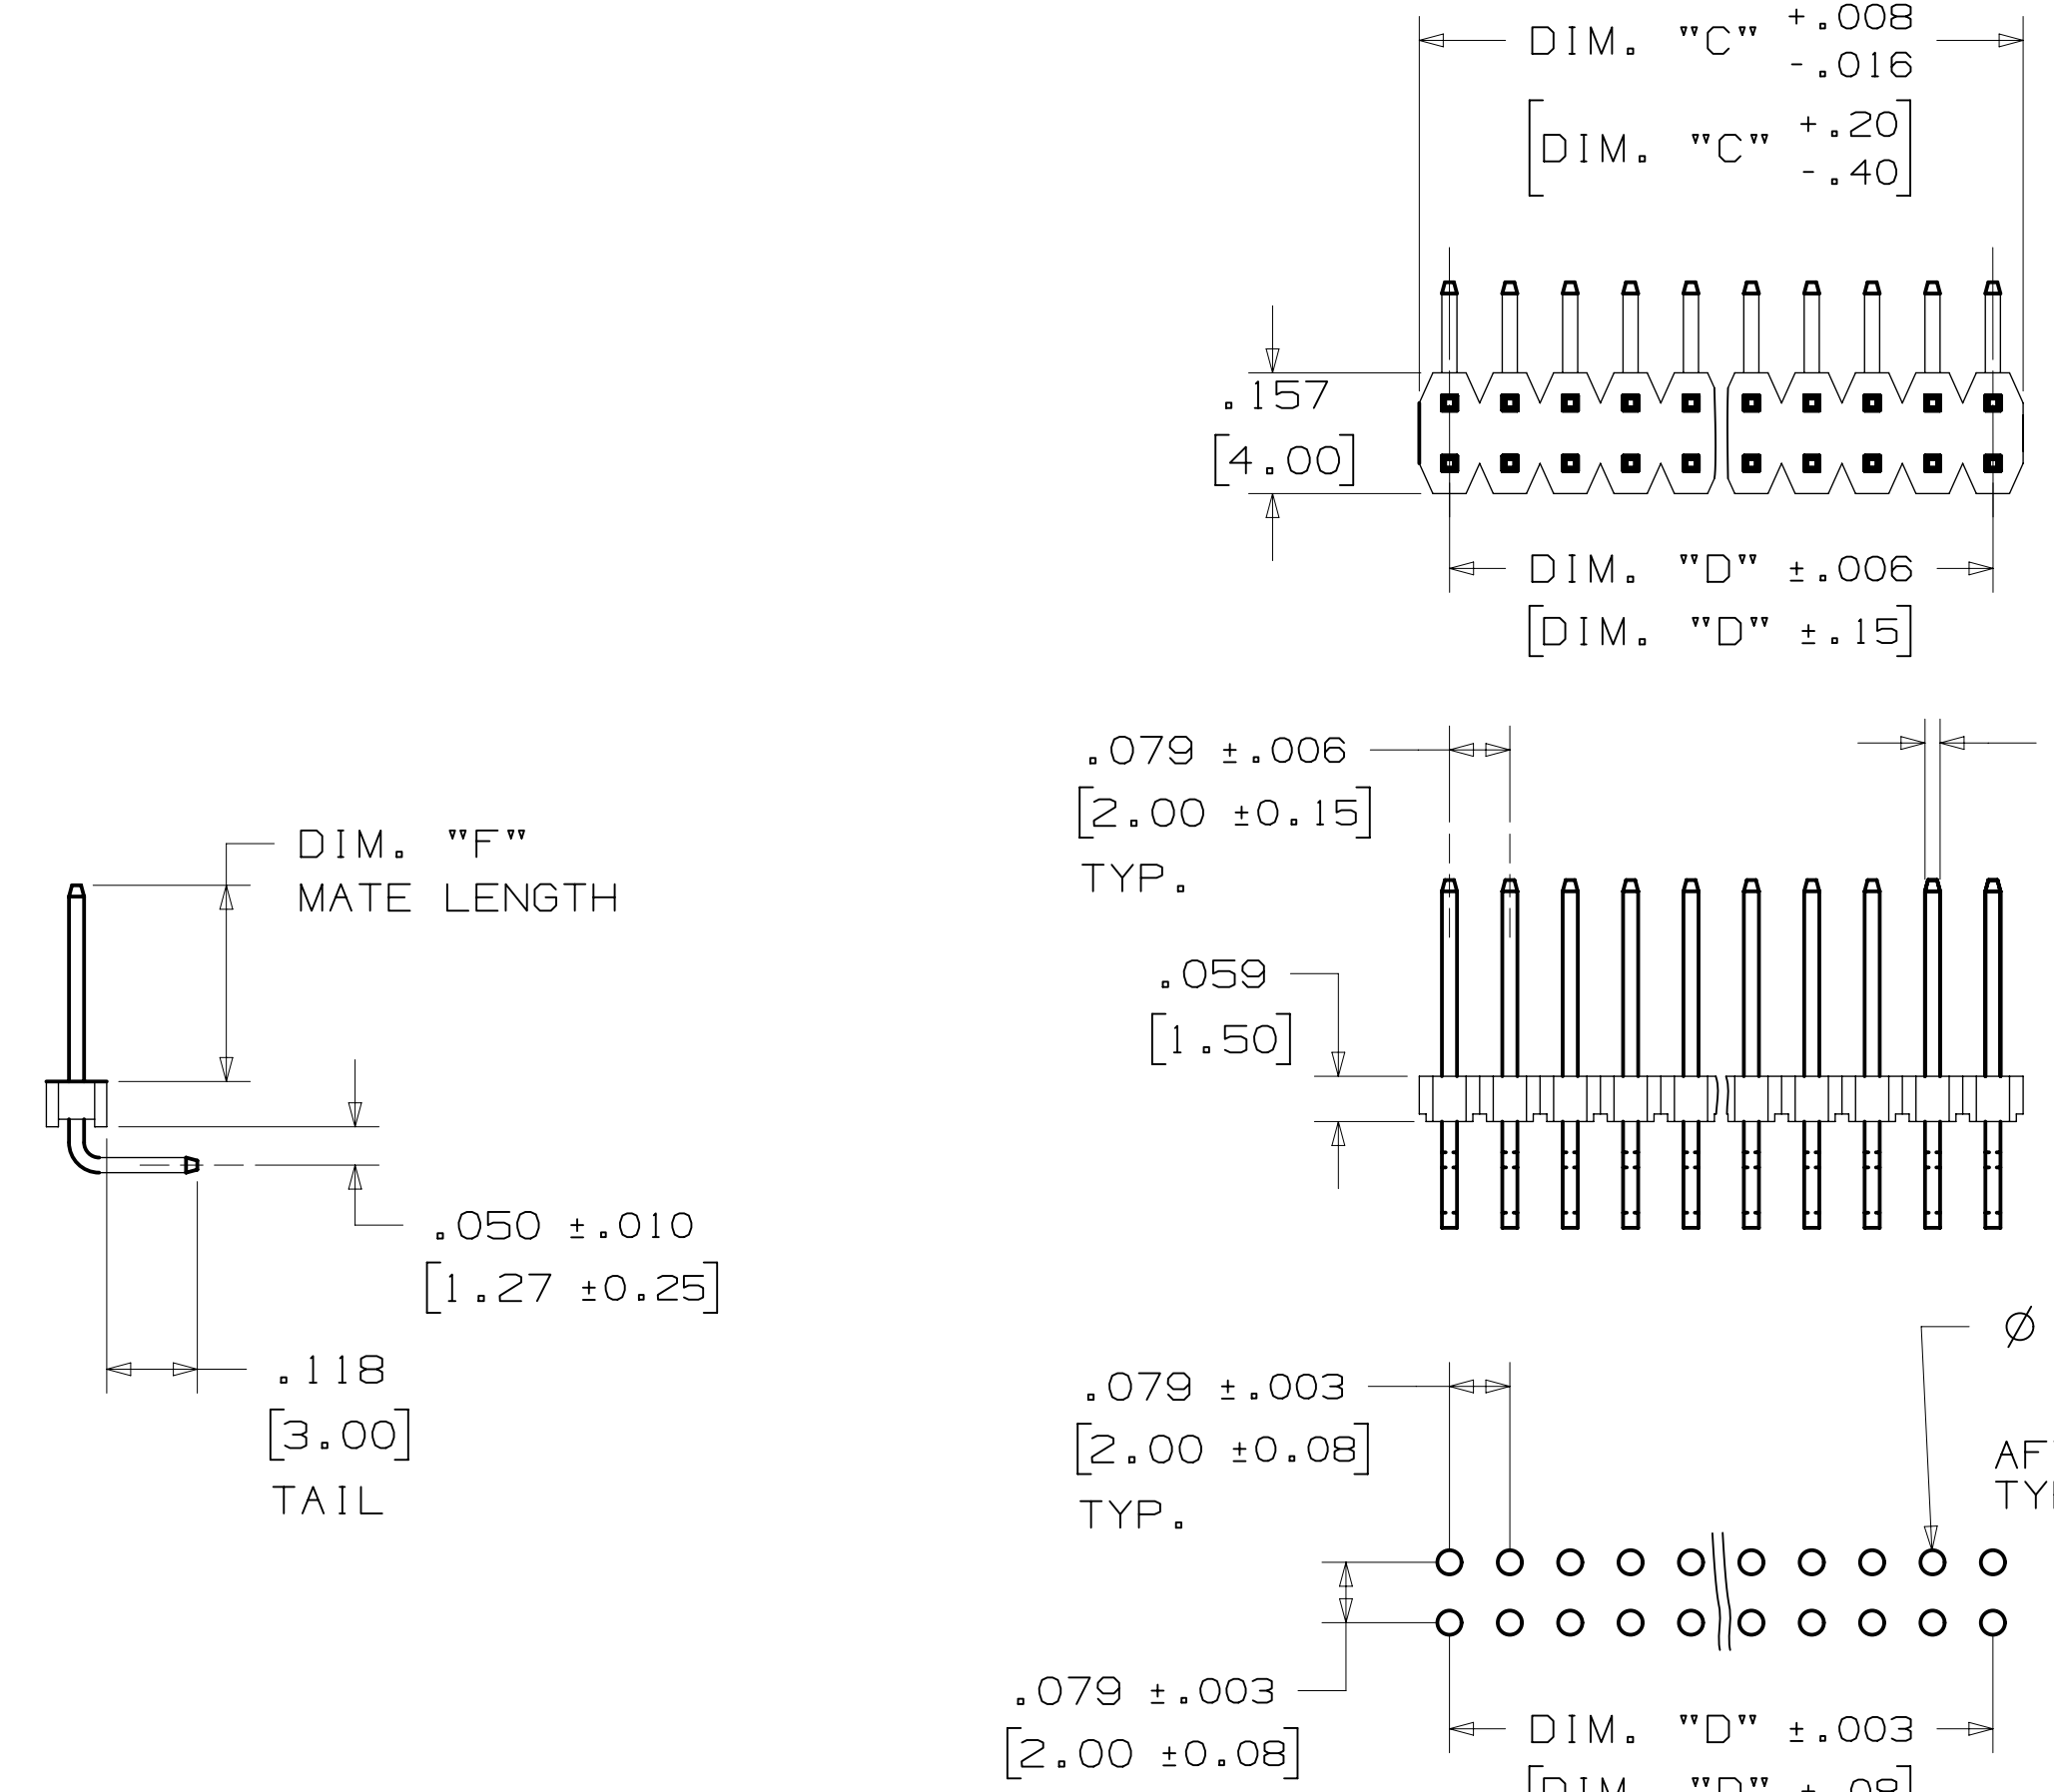 DIM. "C" +.008
-.016
[DIM. "C" +.20
-.40]
.157
[4.00]
DIM. "D" ±.006
[DIM. "D" ±.15]
.079 ±.006
[2.00 ±0.15]
TYP.
DIM. "F"
MATE LENGTH
.059
[1.50]
.050 ±.010
[1.27 ±0.25]
.118
[3.00]
TAIL
Ø
.079 ±.003
[2.00 ±0.08]
TYP.
.079 ±.003
[2.00 ±0.08]
DIM. "D" ±.003
[DIM. "D" ±.08]